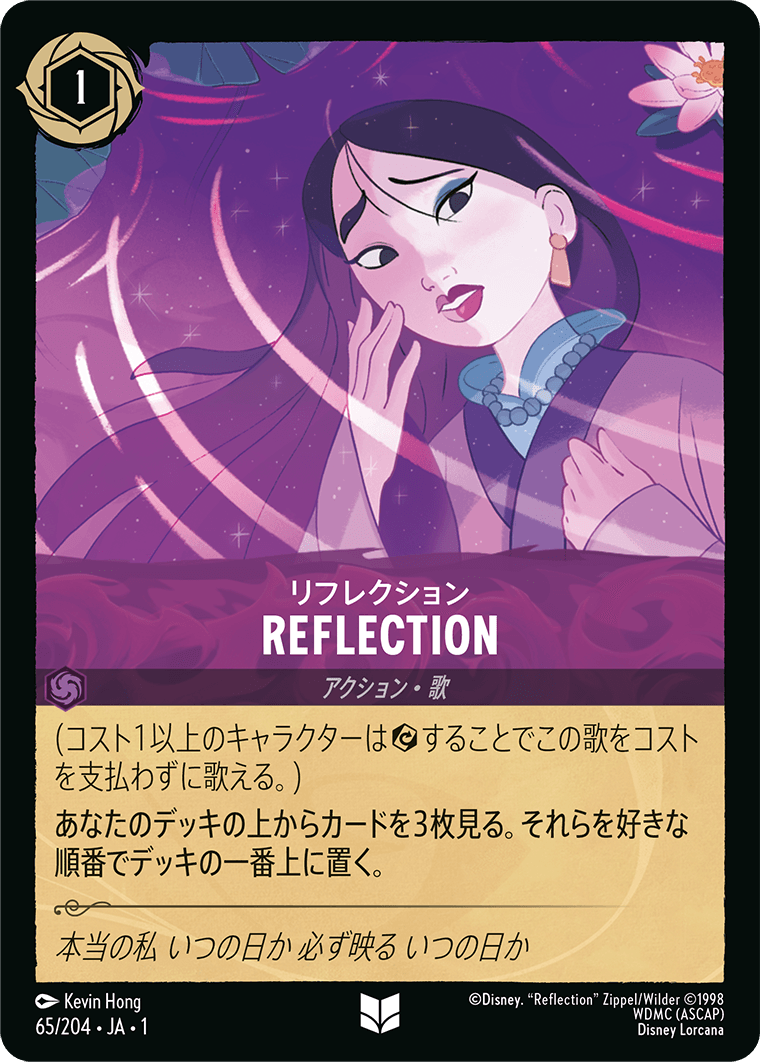 1
リフレクション
REFLECTION
アクション・歌
(コスト1以上のキャラクターはすることでこの歌をコスト
を支払わずに歌える。)
あなたのデッキの上からカードを3枚見る。それらを好きな
順番でデッキの一番上に置く。
本当の私 いつの日か 必ず映る いつの日か
Kevin Hong
65/204・JA・1
©Disney. “Reflection” Zippel/Wilder ©1998
WDMC (ASCAP)
Disney Lorcana